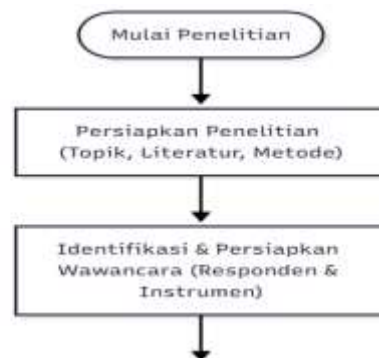 Mulai Penelitian
Persiapkan Penelitian
(Topik, Literatur, Metode)
Identifikasi & Persiapkan
Wawancara (Responden &
Instrumen)